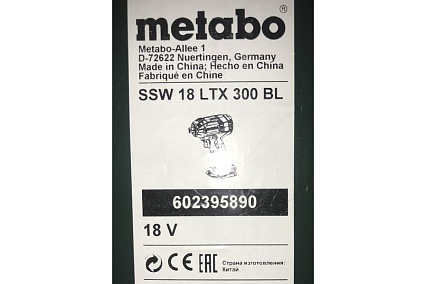 metabo
Metabo-Allee 1
D-72622 Nuertingen, Germany
Made in China; Hecho en China
Fabriqué en Chine
SSW 18 LTX 300 BL
602395890
18 V
CE EAC
Страна изготовления:
Китай